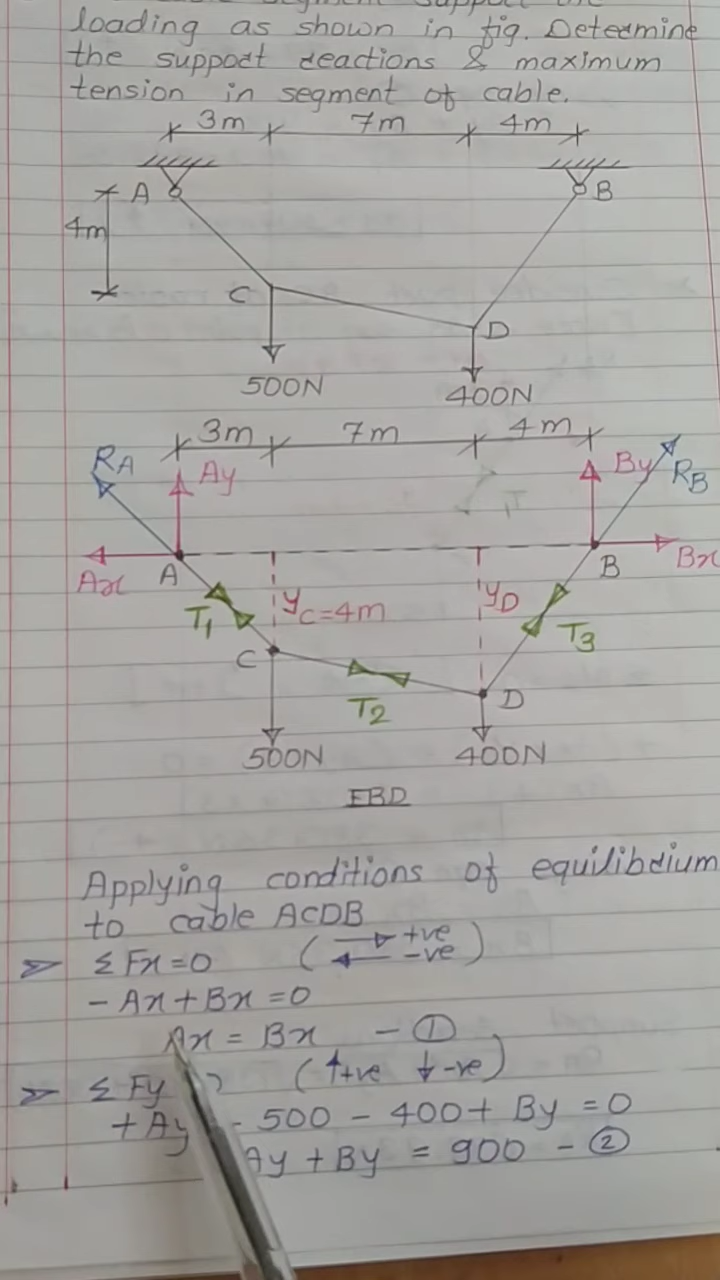 segment support the
loading as shown in fig. Determine
the support reactions & maximum
tension in segment of cable.
3m 7m 4m
A B
4m
C
D
500N
400N
3m 7m 4m
RA Ay By RB
Ax A B Bx
T1 yC=4m yD T3
C
T2 D
500N 400N
FBD
Applying conditions of equilibrium
to cable ACDB
ΣFx=0 (→ +ve ← -ve)
- Ax + Bx = 0
Ax = Bx - ①
ΣFy (↑+ve ↓-ve)
+ Ay - 500 - 400 + By = 0
Ay + By = 900 - ②